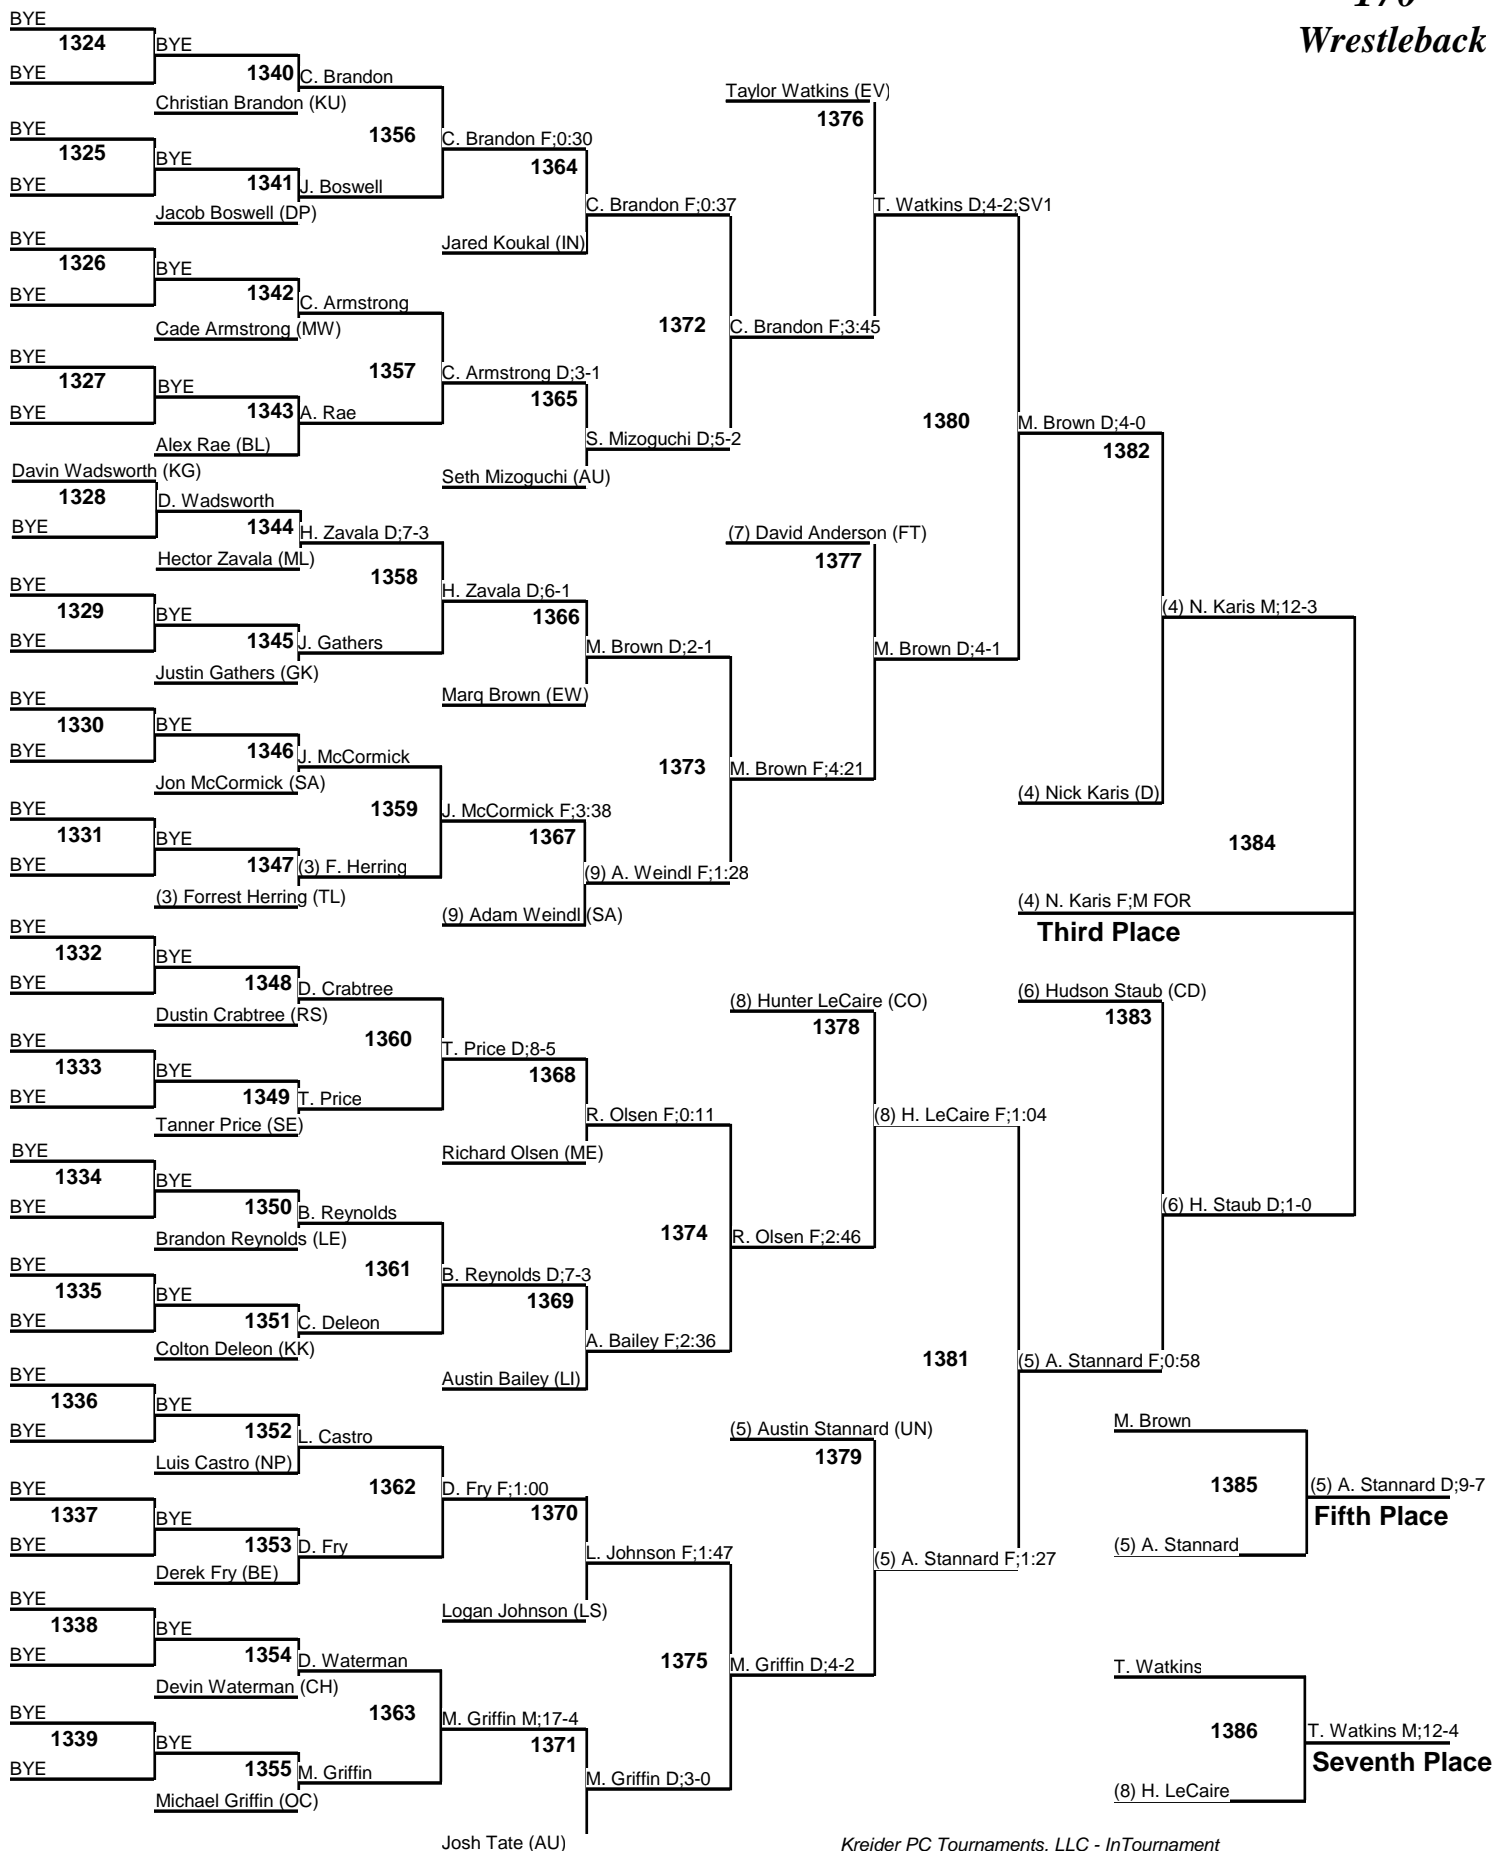 170
Wrestleback
BYE
1324
BYE
BYE
1340
C. Brandon
Christian Brandon (KU)
BYE
1325
BYE
BYE
1341
J. Boswell
Jacob Boswell (DP)
1356
C. Brandon F;0:30
1364
C. Brandon F;0:37
Jared Koukal (IN)
BYE
1326
BYE
BYE
1342
C. Armstrong
Cade Armstrong (MW)
BYE
1327
BYE
BYE
1343
A. Rae
Alex Rae (BL)
1357
C. Armstrong D;3-1
1365
S. Mizoguchi D;5-2
Seth Mizoguchi (AU)
1372
C. Brandon F;3:45
Taylor Watkins (EV)
1376
T. Watkins D;4-2;SV1
Davin Wadsworth (KG)
1328
BYE
D. Wadsworth
1344
H. Zavala D;7-3
Hector Zavala (ML)
BYE
1329
BYE
BYE
1345
J. Gathers
Justin Gathers (GK)
1358
H. Zavala D;6-1
1366
M. Brown D;2-1
Marq Brown (EW)
BYE
1330
BYE
BYE
1346
J. McCormick
Jon McCormick (SA)
BYE
1331
BYE
BYE
1347
(3) F. Herring
(3) Forrest Herring (TL)
1359
J. McCormick F;3:38
1367
(9) A. Weindl F;1:28
(9) Adam Weindl (SA)
1373
M. Brown F;4:21
(7) David Anderson (FT)
1377
M. Brown D;4-1
1380
M. Brown D;4-0
1382
(4) N. Karis M;12-3
(4) Nick Karis (D)
1384
(4) N. Karis F;M FOR
Third Place
BYE
1332
BYE
BYE
1348
D. Crabtree
Dustin Crabtree (RS)
BYE
1333
BYE
BYE
1349
T. Price
Tanner Price (SE)
1360
T. Price D;8-5
1368
R. Olsen F;0:11
Richard Olsen (ME)
BYE
1334
BYE
BYE
1350
B. Reynolds
Brandon Reynolds (LE)
BYE
1335
BYE
BYE
1351
C. Deleon
Colton Deleon (KK)
1361
B. Reynolds D;7-3
1369
A. Bailey F;2:36
Austin Bailey (LI)
1374
R. Olsen F;2:46
(8) Hunter LeCaire (CO)
1378
(8) H. LeCaire F;1:04
(6) Hudson Staub (CD)
1383
(6) H. Staub D;1-0
BYE
1336
BYE
BYE
1352
L. Castro
Luis Castro (NP)
BYE
1337
BYE
BYE
1353
D. Fry
Derek Fry (BE)
1362
D. Fry F;1:00
1370
L. Johnson F;1:47
Logan Johnson (LS)
BYE
1338
BYE
BYE
1354
D. Waterman
Devin Waterman (CH)
BYE
1339
BYE
BYE
1355
M. Griffin
Michael Griffin (OC)
1363
M. Griffin M;17-4
1371
M. Griffin D;3-0
Josh Tate (AU)
1375
M. Griffin D;4-2
(5) Austin Stannard (UN)
1379
(5) A. Stannard F;1:27
1381
(5) A. Stannard F;0:58
M. Brown
1385
(5) A. Stannard D;9-7
Fifth Place
(5) A. Stannard
T. Watkins
1386
T. Watkins M;12-4
Seventh Place
(8) H. LeCaire
Kreider PC Tournaments, LLC - InTournament